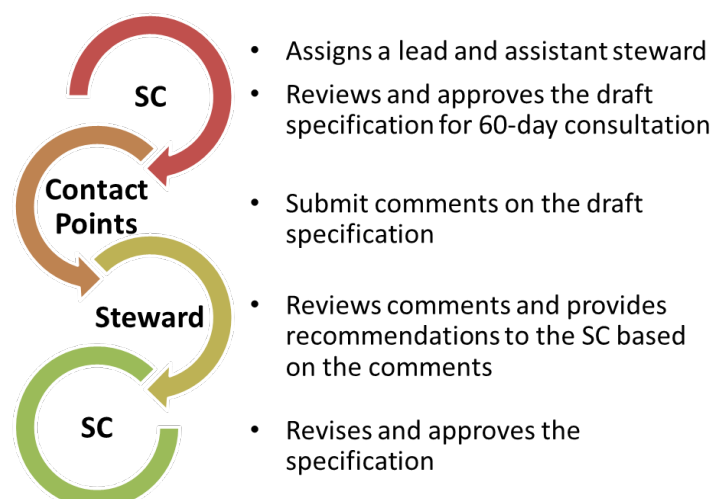 SC
• Assigns a lead and assistant steward
• Reviews and approves the draft
specification for 60-day consultation
Contact
Points
• Submit comments on the draft
specification
Steward
• Reviews comments and provides
recommendations to the SC based
on the comments
SC
• Revises and approves the
specification